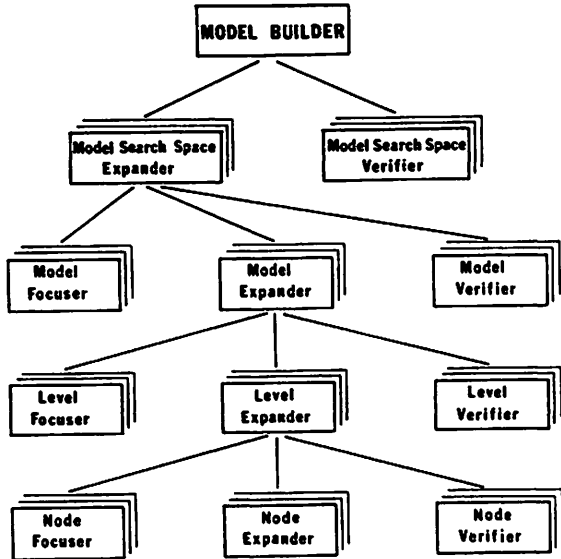 MODEL BUILDER
Model Search Space
Expander
Model Search Space
Verifier
Model
Focuser
Model
Expander
Model
Verifier
Level
Focuser
Level
Expander
Level
Verifier
Node
Focuser
Node
Expander
Node
Verifier